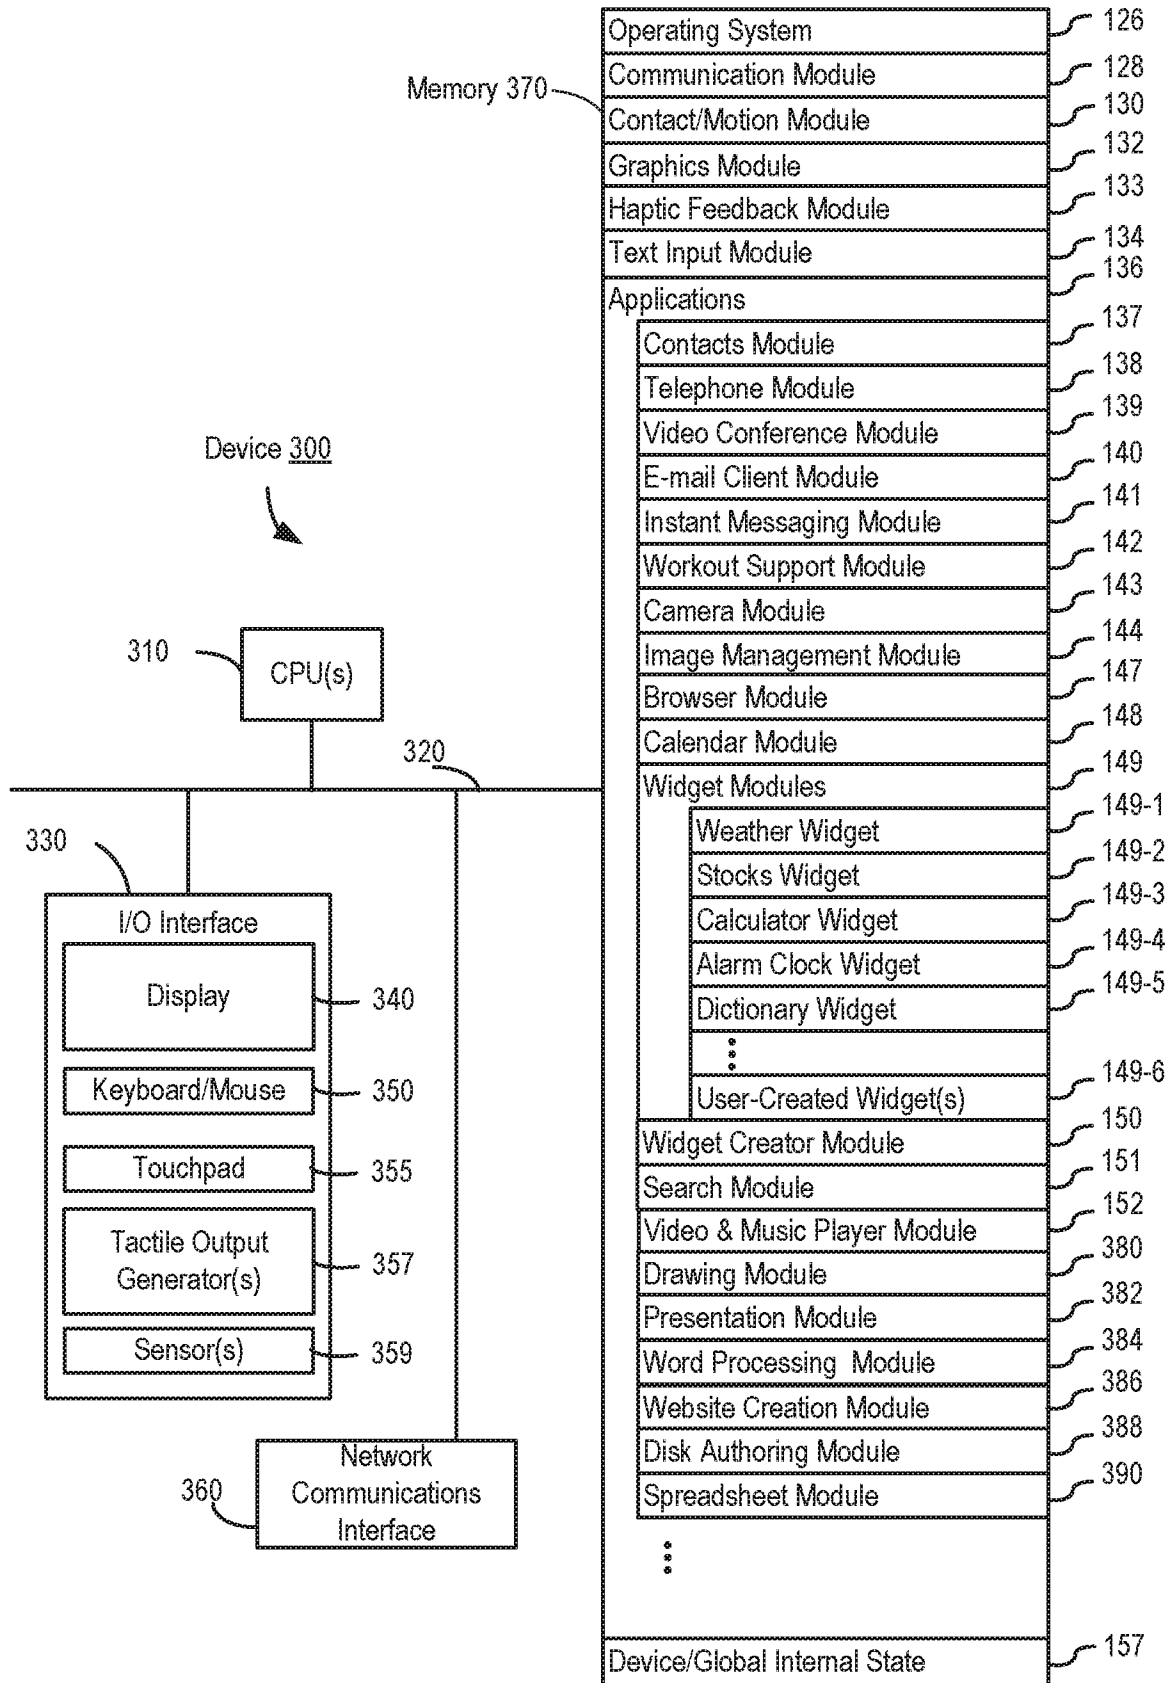 Memory 370
Operating System 126
Communication Module 128
Contact/Motion Module 130
Graphics Module 132
Haptic Feedback Module 133
Text Input Module 134
Applications 136
Contacts Module 137
Telephone Module 138
Video Conference Module 139
E-mail Client Module 140
Instant Messaging Module 141
Workout Support Module 142
Camera Module 143
Image Management Module 144
Browser Module 147
Calendar Module 148
Widget Modules 149
Weather Widget 149-1
Stocks Widget 149-2
Calculator Widget 149-3
Alarm Clock Widget 149-4
Dictionary Widget 149-5
User-Created Widget(s) 149-6
Widget Creator Module 150
Search Module 151
Video & Music Player Module 152
Drawing Module 380
Presentation Module 382
Word Processing Module 384
Website Creation Module 386
Disk Authoring Module 388
Spreadsheet Module 390
Device/Global Internal State 157
Device 300
310
CPU(s)
320
330
I/O Interface
Display 340
Keyboard/Mouse 350
Touchpad 355
Tactile Output
Generator(s) 357
Sensor(s) 359
360
Network
Communications
Interface